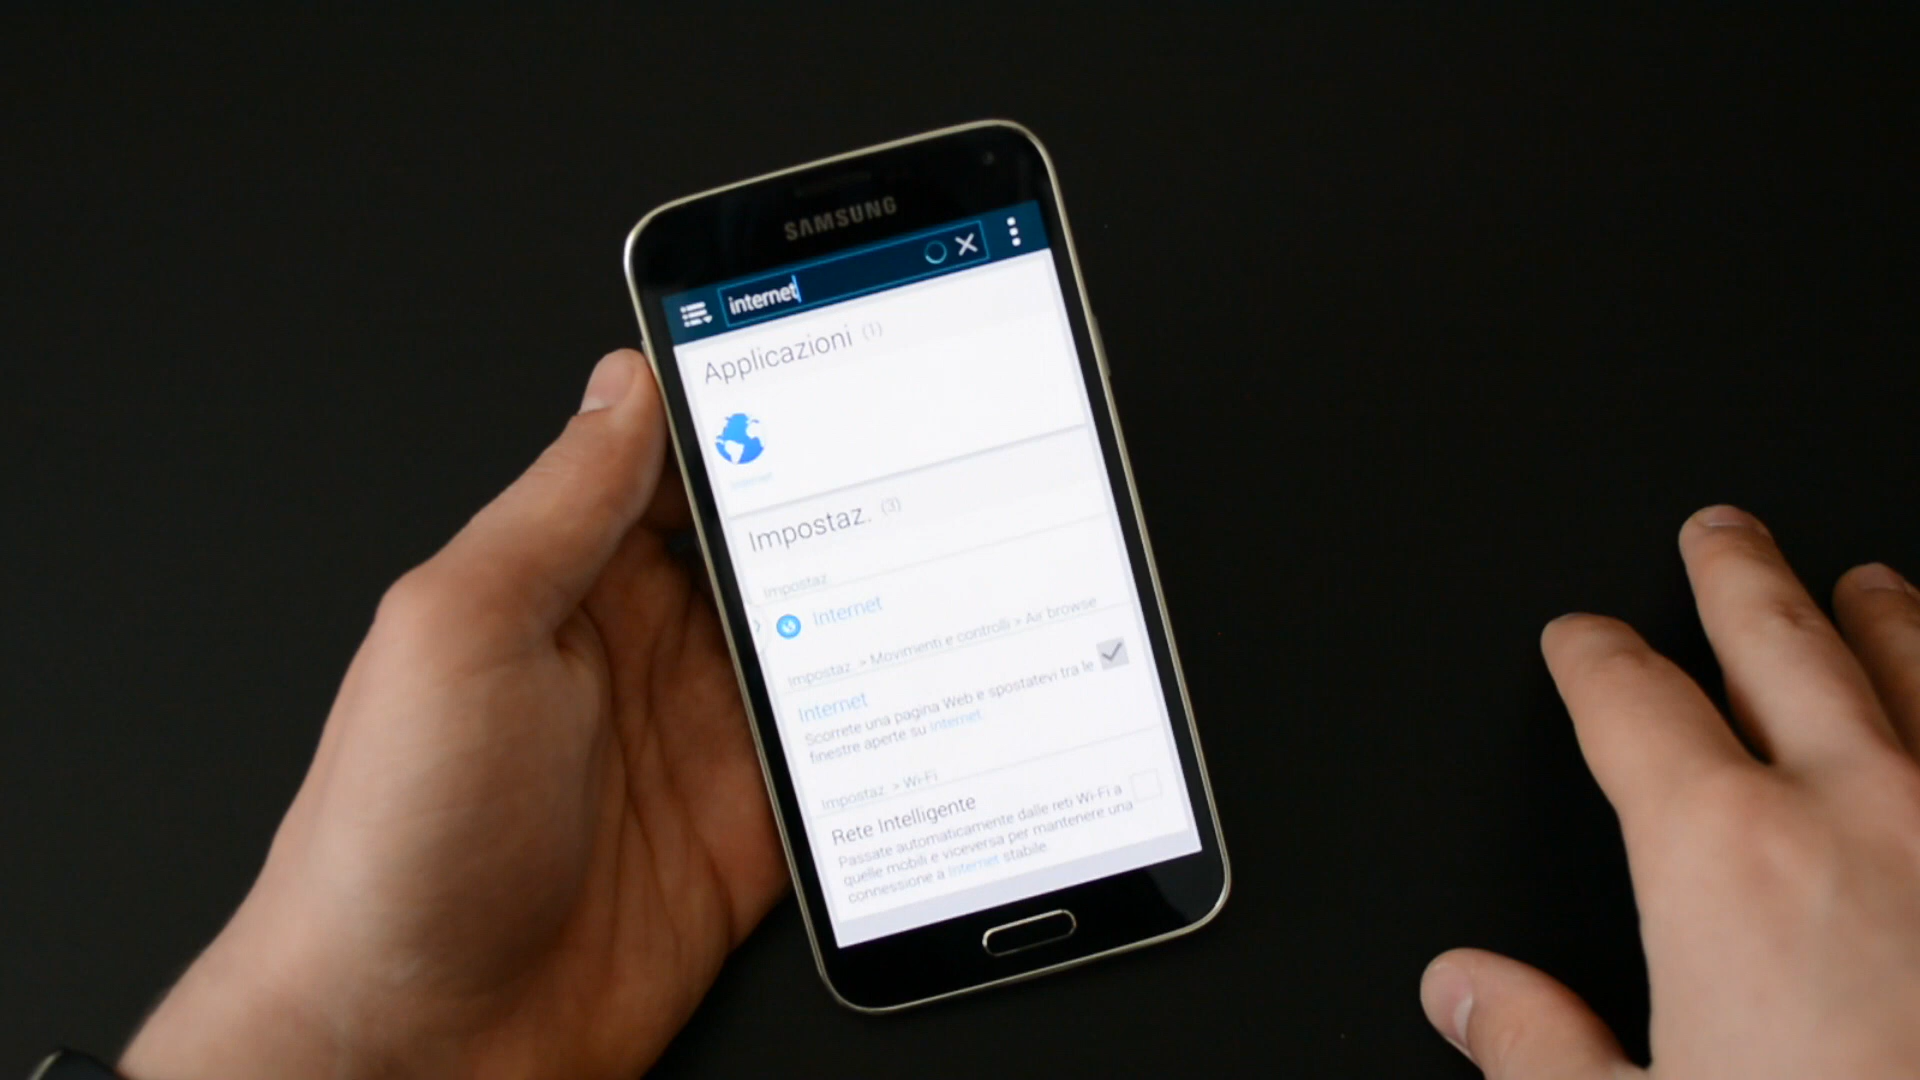 SAMSUNG
internet
Applicazioni (1)
Internet
Impostaz. (3)
Impostaz.
Internet
Impostaz. > Movimenti e controlli > Air browse
Internet
Scorrete una pagina Web e spostatevi tra le
finestre aperte su Internet.
Impostaz. > Wi-Fi
Rete Intelligente
Passate automaticamente dalle reti Wi-Fi a
quelle mobili e viceversa per mantenere una
connessione a Internet stabile.